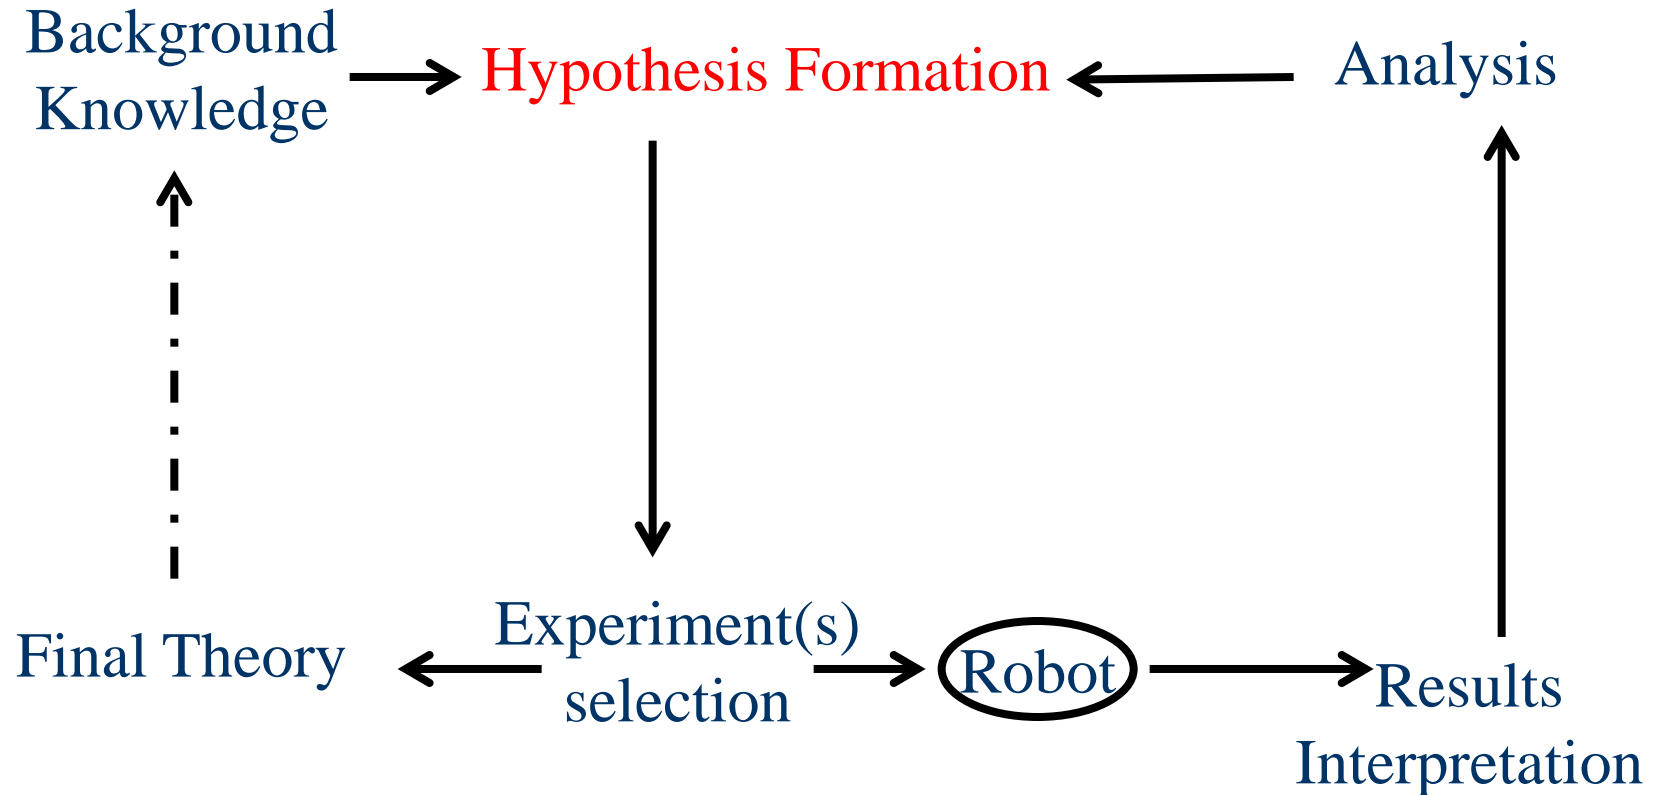 Background
Knowledge
Hypothesis Formation
Analysis
Final Theory
Experiment(s)
selection
Robot
Results
Interpretation